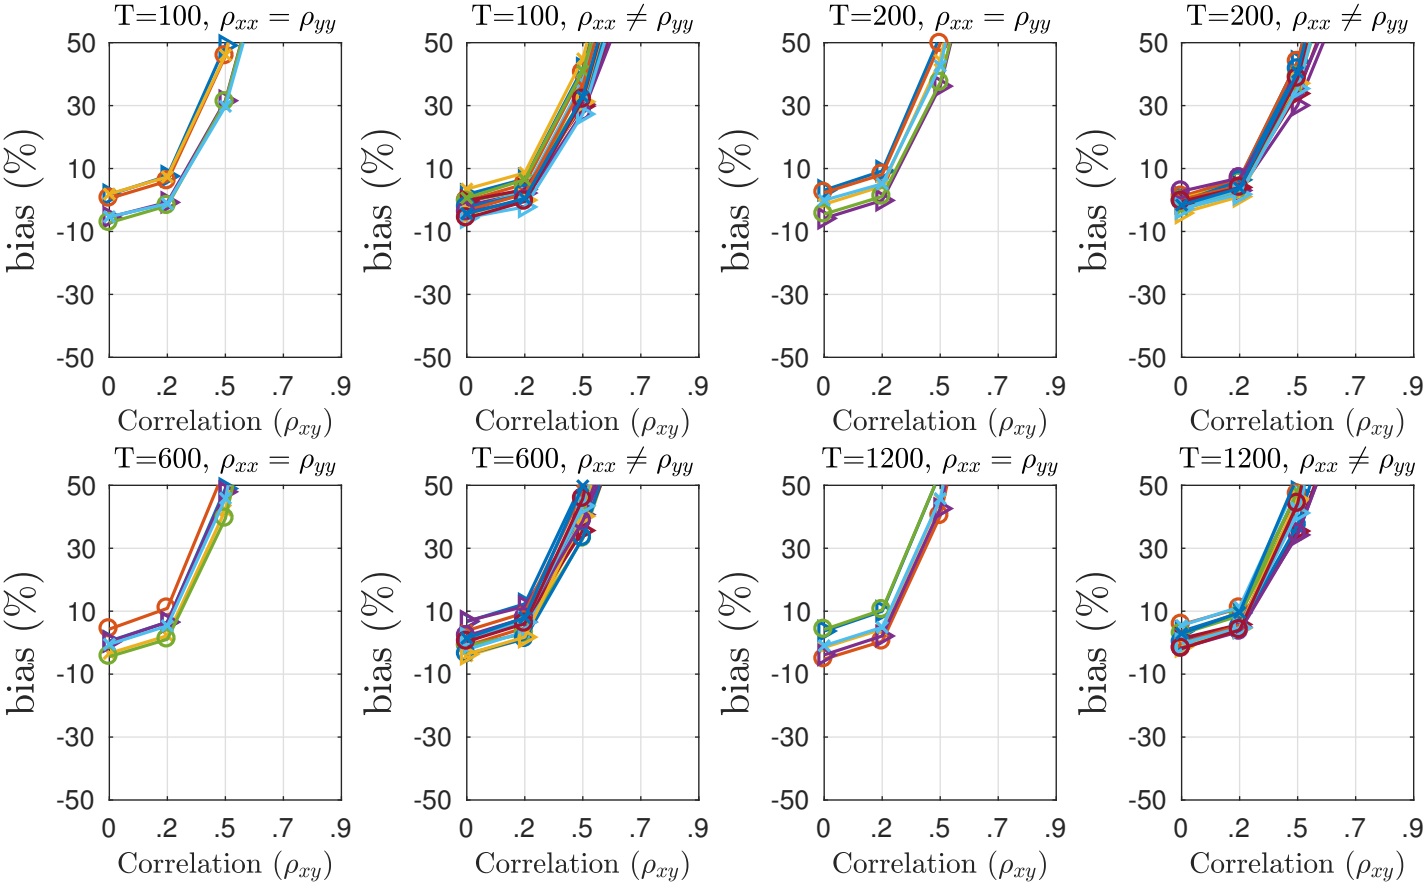 T=100, ρxx = ρyy
T=100, ρxx ≠ ρyy
T=200, ρxx = ρyy
T=200, ρxx ≠ ρyy
50 50 50 50
30 30 30 30
10 10 10 10
-10 -10 -10 -10
-30 -30 -30 -30
-50 -50 -50 -50
bias (%) bias (%) bias (%) bias (%)
0 .2 .5 .7 .9 0 .2 .5 .7 .9 0 .2 .5 .7 .9 0 .2 .5 .7 .9
Correlation (ρxy) Correlation (ρxy) Correlation (ρxy) Correlation (ρxy)
T=600, ρxx = ρyy
T=600, ρxx ≠ ρyy
T=1200, ρxx = ρyy
T=1200, ρxx ≠ ρyy
50 50 50 50
30 30 30 30
10 10 10 10
-10 -10 -10 -10
-30 -30 -30 -30
-50 -50 -50 -50
bias (%) bias (%) bias (%) bias (%)
0 .2 .5 .7 .9 0 .2 .5 .7 .9 0 .2 .5 .7 .9 0 .2 .5 .7 .9
Correlation (ρxy) Correlation (ρxy) Correlation (ρxy) Correlation (ρxy)